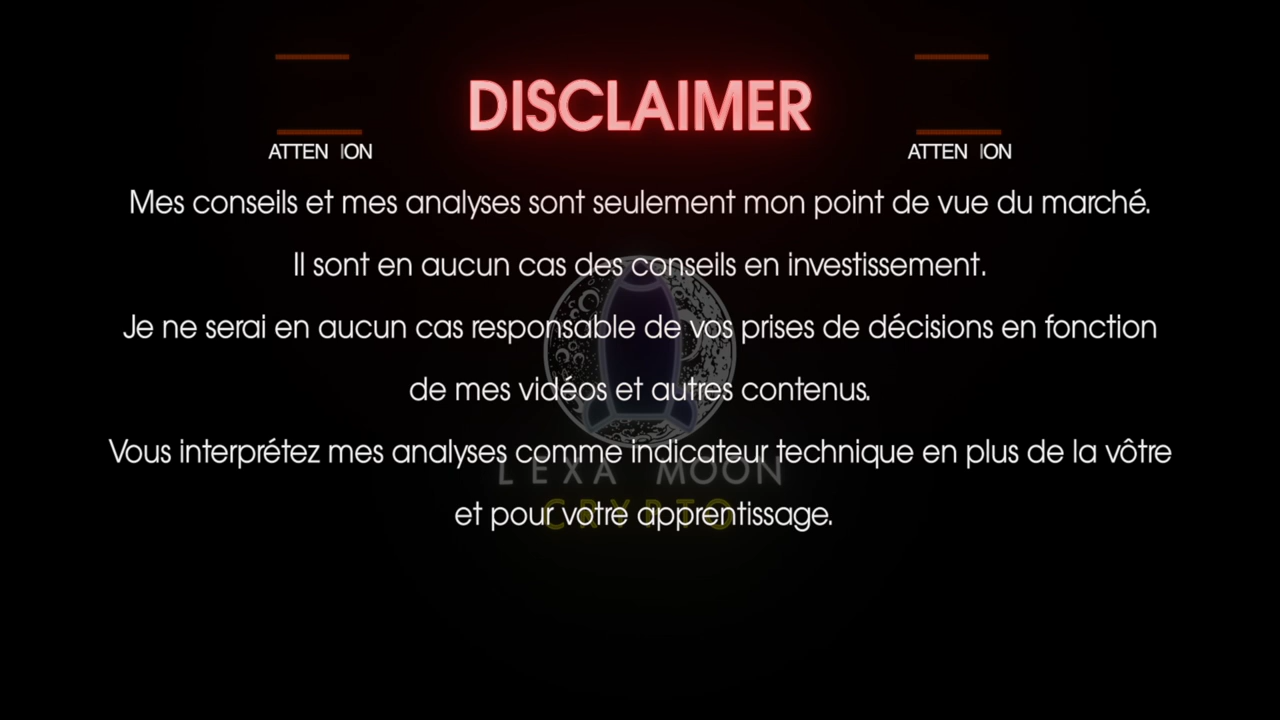 DISCLAIMER
ATTEN ION ATTEN ION
Mes conseils et mes analyses sont seulement mon point de vue du marché.
Il sont en aucun cas des conseils en investissement.
Je ne serai en aucun cas responsable de vos prises de décisions en fonction
de mes vidéos et autres contenus.
Vous interprétez mes analyses comme indicateur technique en plus de la vôtre
LEXA MOON
et pour votre apprentissage.
CRYPTO